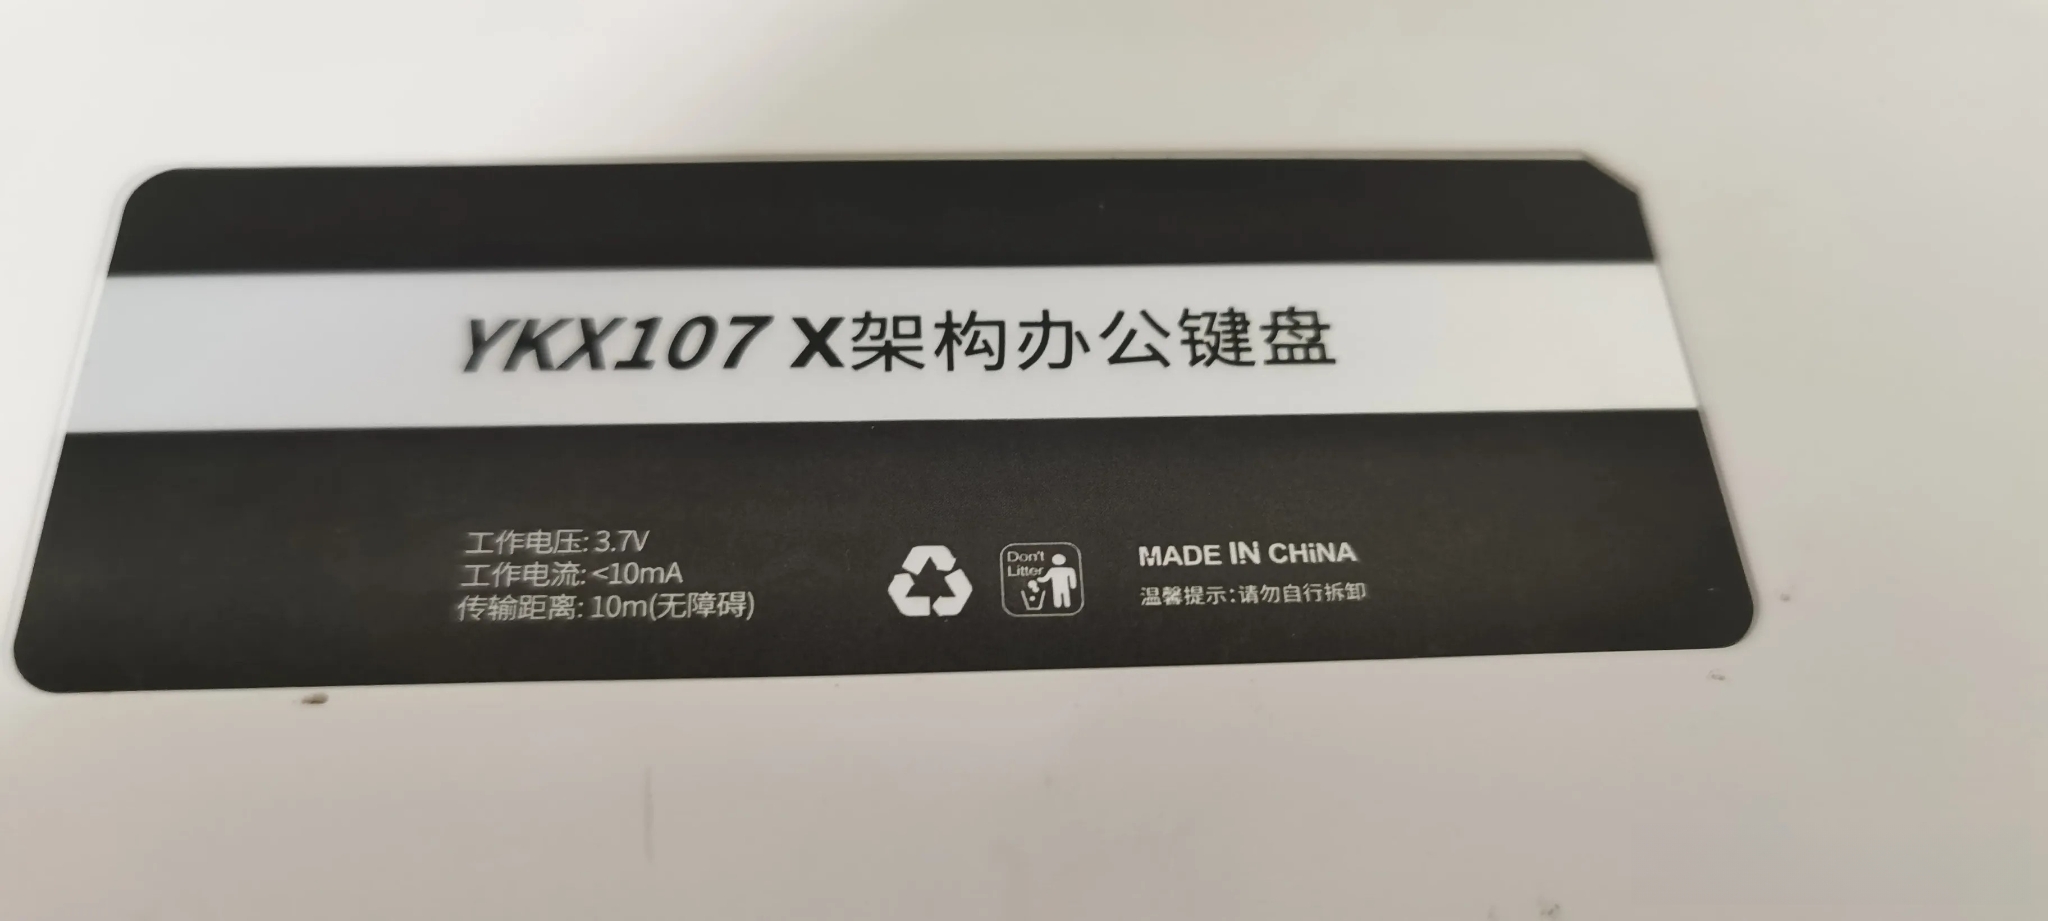 YKX107 X架构办公键盘
工作电压: 3.7V
工作电流: <10mA
传输距离: 10m(无障碍)
Don't
Litter
MADE IN CHiNA
温馨提示: 请勿自行拆卸